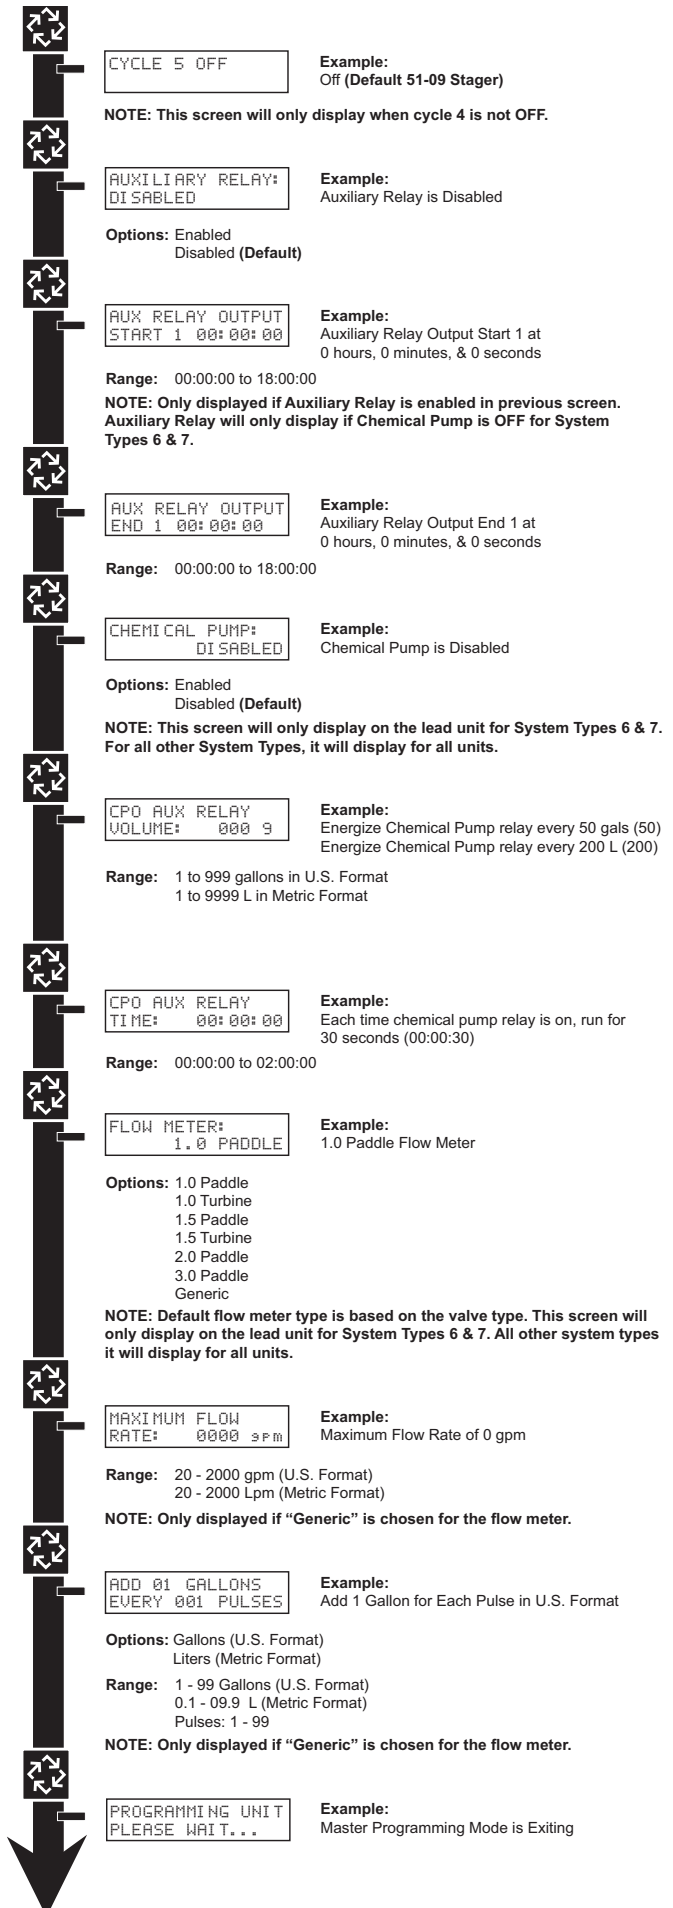 CYCLE 5 OFF
Example:
Off (Default 51-09 Stager)
NOTE: This screen will only display when cycle 4 is not OFF.
AUXILIARY RELAY:
DISABLED
Example:
Auxiliary Relay is Disabled
Options: Enabled
Disabled (Default)
AUX RELAY OUTPUT
START 1 00:00:00
Example:
Auxiliary Relay Output Start 1 at
0 hours, 0 minutes, & 0 seconds
Range: 00:00:00 to 18:00:00
NOTE: Only displayed if Auxiliary Relay is enabled in previous screen.
Auxiliary Relay will only display if Chemical Pump is OFF for System
Types 6 & 7.
AUX RELAY OUTPUT
END 1 00:00:00
Example:
Auxiliary Relay Output End 1 at
0 hours, 0 minutes, & 0 seconds
Range: 00:00:00 to 18:00:00
CHEMICAL PUMP:
DISABLED
Example:
Chemical Pump is Disabled
Options: Enabled
Disabled (Default)
NOTE: This screen will only display on the lead unit for System Types 6 & 7.
For all other System Types, it will display for all units.
CPO AUX RELAY
VOLUME: 000 g
Example:
Energize Chemical Pump relay every 50 gals (50)
Energize Chemical Pump relay every 200 L (200)
Range: 1 to 999 gallons in U.S. Format
1 to 9999 L in Metric Format
CPO AUX RELAY
TIME: 00:00:00
Example:
Each time chemical pump relay is on, run for
30 seconds (00:00:30)
Range: 00:00:00 to 02:00:00
FLOW METER:
1.0 PADDLE
Example:
1.0 Paddle Flow Meter
Options: 1.0 Paddle
1.0 Turbine
1.5 Paddle
1.5 Turbine
2.0 Paddle
3.0 Paddle
Generic
NOTE: Default flow meter type is based on the valve type. This screen will
only display on the lead unit for System Types 6 & 7. All other system types
it will display for all units.
MAXIMUM FLOW
RATE: 0000 gpm
Example:
Maximum Flow Rate of 0 gpm
Range: 20 - 2000 gpm (U.S. Format)
20 - 2000 Lpm (Metric Format)
NOTE: Only displayed if “Generic” is chosen for the flow meter.
ADD 01 GALLONS
EVERY 001 PULSES
Example:
Add 1 Gallon for Each Pulse in U.S. Format
Options: Gallons (U.S. Format)
Liters (Metric Format)
Range: 1 - 99 Gallons (U.S. Format)
0.1 - 09.9 L (Metric Format)
Pulses: 1 - 99
NOTE: Only displayed if “Generic” is chosen for the flow meter.
PROGRAMMING UNIT
PLEASE WAIT...
Example:
Master Programming Mode is Exiting